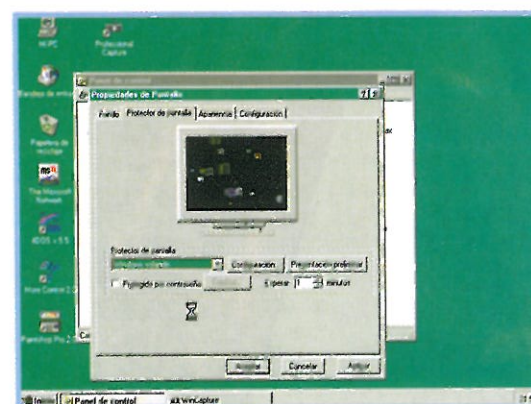 Mi PC
Professional
Capture
Bandeja de entrada
Papelera de
reciclaje
The Microsoft
Network
Panel de control
Propiedades de Pantalla
Fondo
Protector de pantalla
Apariencia
Configuración
Protector de pantalla
Configuración
Presentación preliminar
Protegido por contraseña
Esperar
1
minutos
Aceptar
Cancelar
Aplicar
Inicio
Panel de control
WinCapture